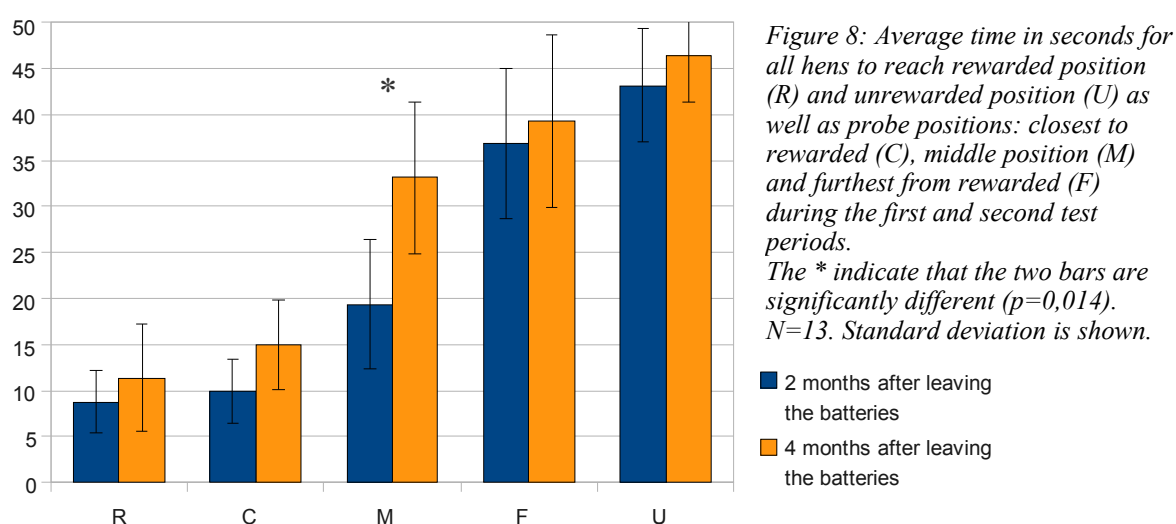 50
45
40
35
30
25
20
15
10
5
0
*
R C M F U
Figure 8: Average time in seconds for
all hens to reach rewarded position
(R) and unrewarded position (U) as
well as probe positions: closest to
rewarded (C), middle position (M)
and furthest from rewarded (F)
during the first and second test
periods.
The * indicate that the two bars are
significantly different (p=0,014).
N=13. Standard deviation is shown.
2 months after leaving
the batteries
4 months after leaving
the batteries